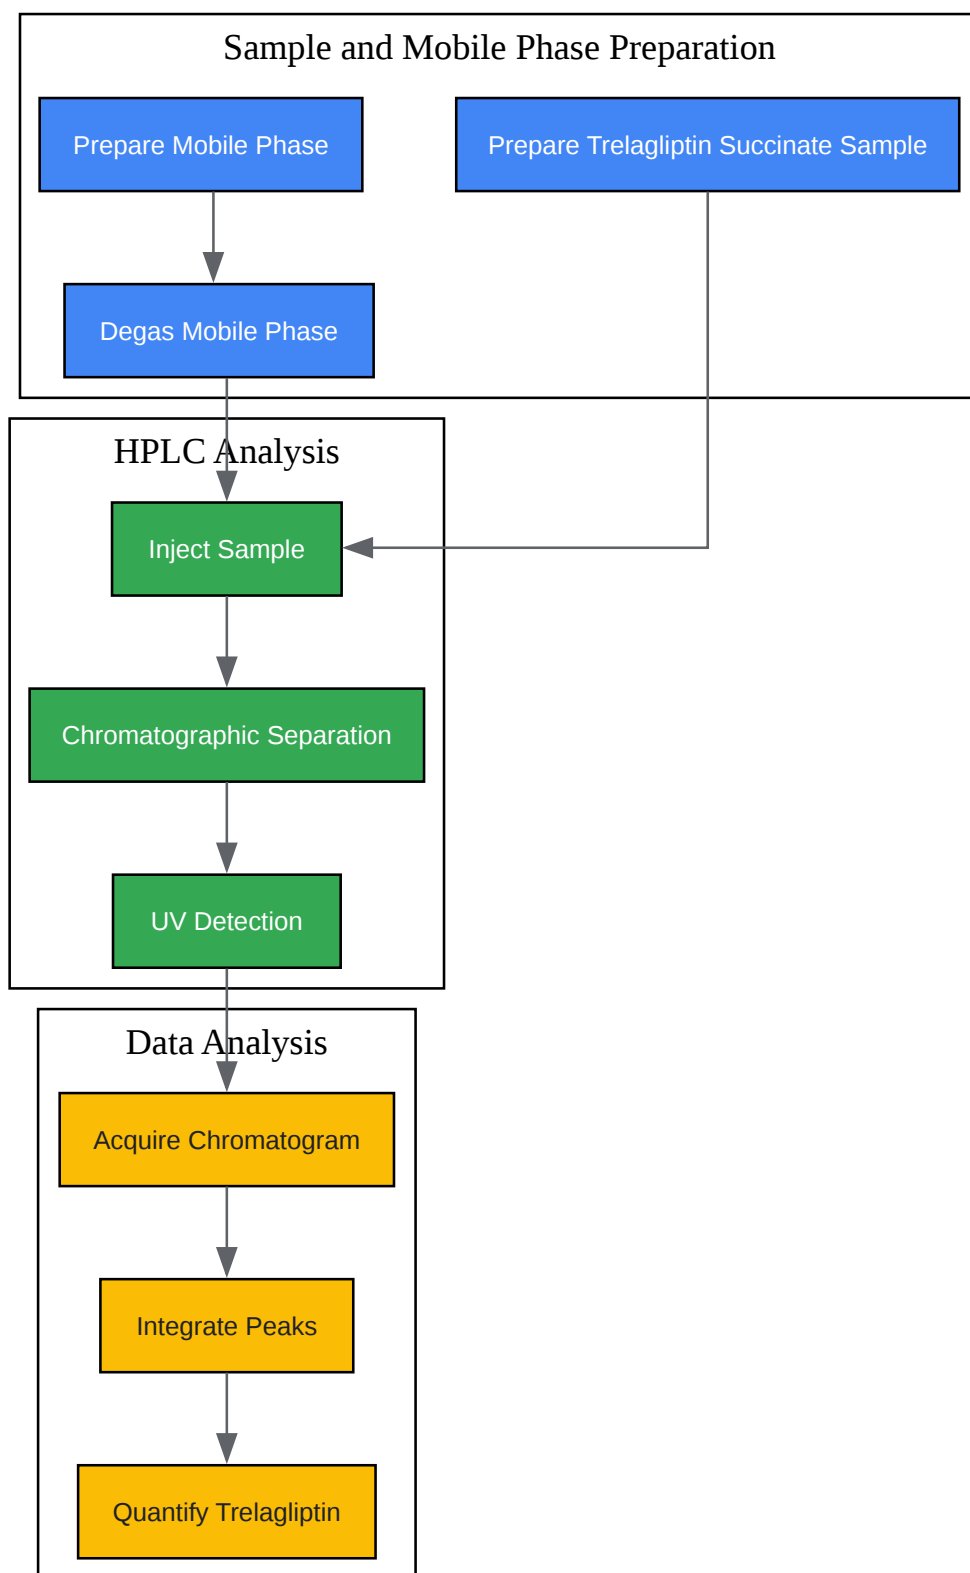 Sample and Mobile Phase Preparation
Prepare Mobile Phase
Prepare Trelagliptin Succinate Sample
Degas Mobile Phase
HPLC Analysis
Inject Sample
Chromatographic Separation
UV Detection
Data Analysis
Acquire Chromatogram
Integrate Peaks
Quantify Trelagliptin